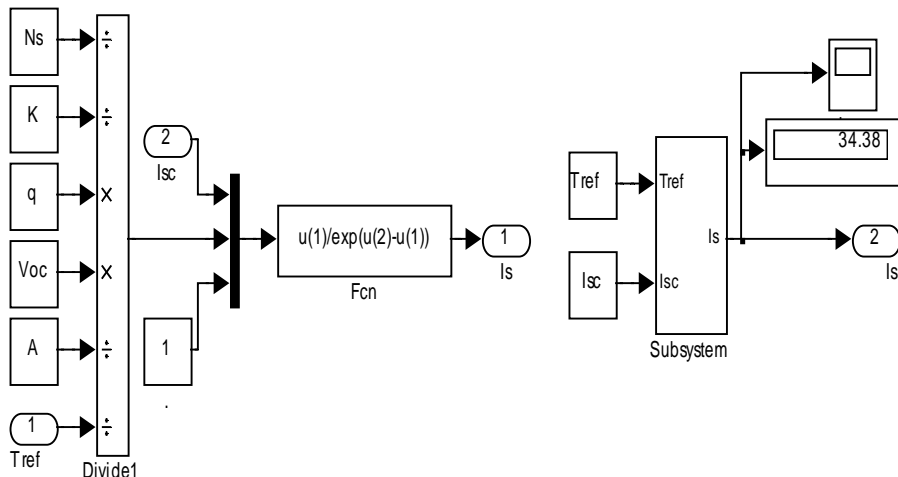 Ns
÷
K
÷
2
Isc
q
×
Voc
×
A
÷
1
Tref
÷
Divide1
1
.
u(1)/exp(u(2)-u(1))
Fcn
1
Is
Tref
Isc
Tref
Isc
Is
Subsystem
34.38
2
Is